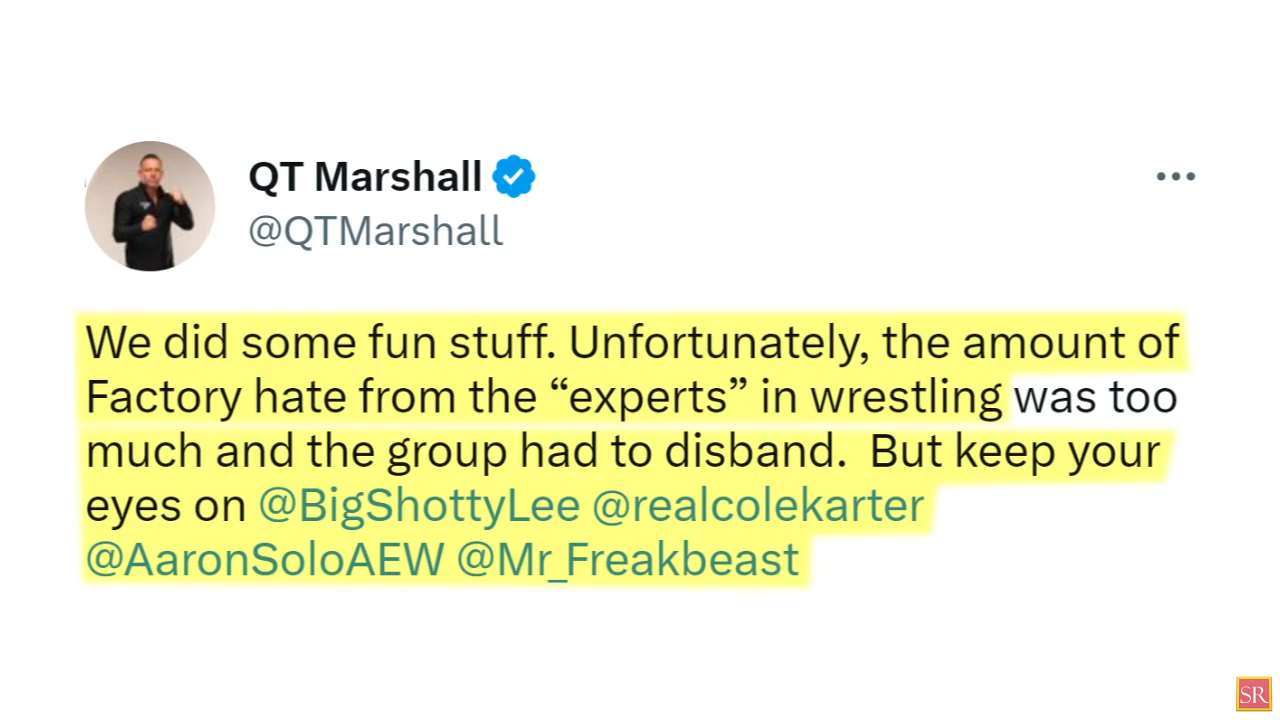 QT Marshall
@QTMarshall
We did some fun stuff. Unfortunately, the amount of
Factory hate from the “experts” in wrestling was too
much and the group had to disband.  But keep your
eyes on @BigShottyLee @realcolekarter
@AaronSoloAEW @Mr_Freakbeast
SR